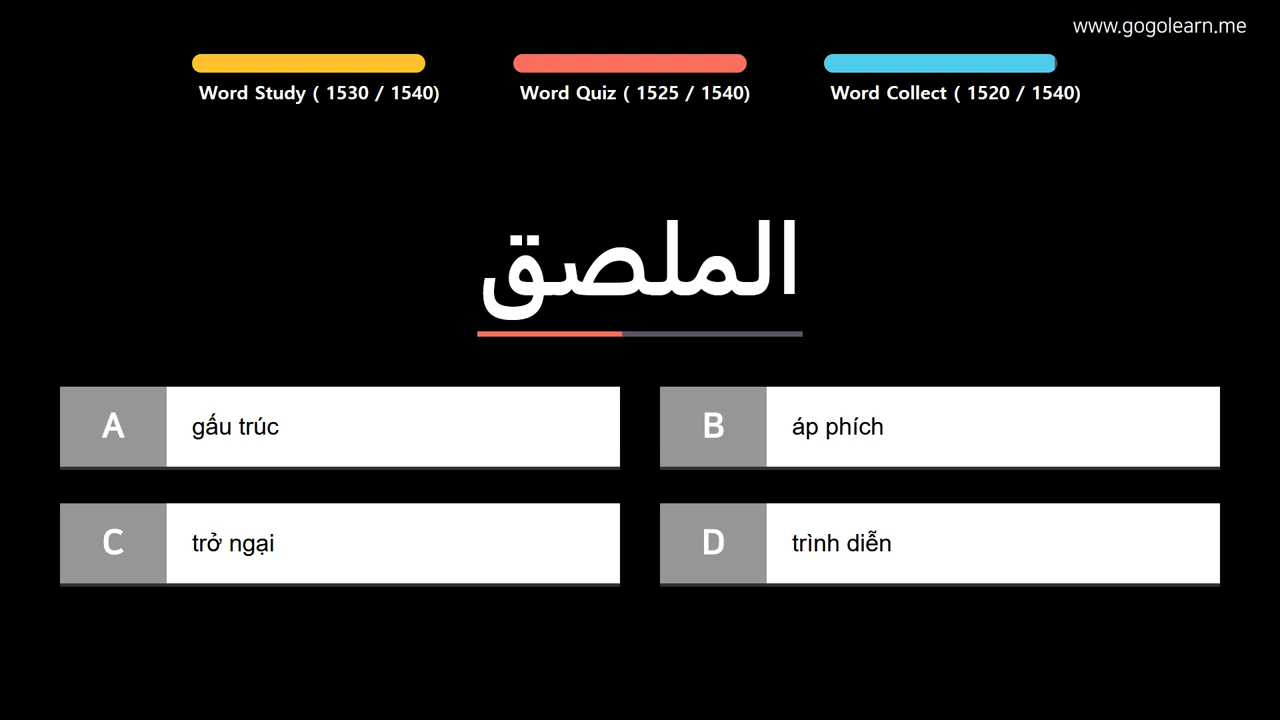 www.gogolearn.me
Word Study ( 1530 / 1540)
Word Quiz ( 1525 / 1540)
Word Collect ( 1520 / 1540)
الملصق
A gấu trúc
B áp phích
C trở ngại
D trình diễn